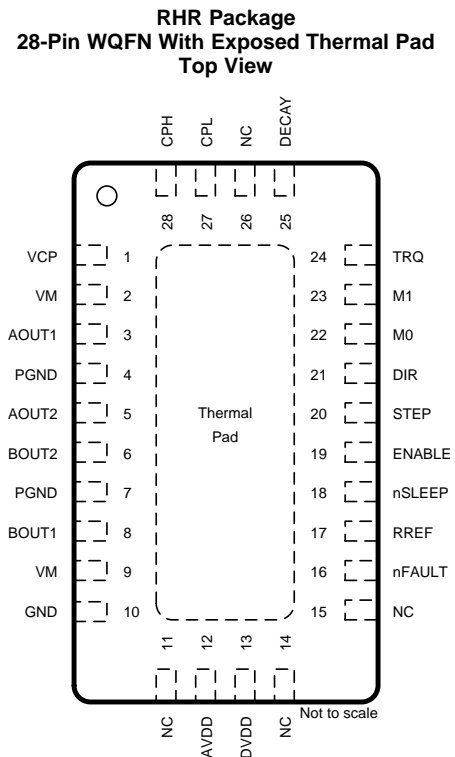 RHR Package
28-Pin WQFN With Exposed Thermal Pad
Top View
CPH
CPL
NC
DECAY
28
27
26
25
VCP 1
VM 2
AOUT1 3
PGND 4
AOUT2 5
BOUT2 6
PGND 7
BOUT1 8
VM 9
GND 10
Thermal
Pad
24 TRQ
23 M1
22 M0
21 DIR
20 STEP
19 ENABLE
18 nSLEEP
17 RREF
16 nFAULT
15 NC
11
12
13
14
NC
AVDD
DVDD
NC
Not to scale